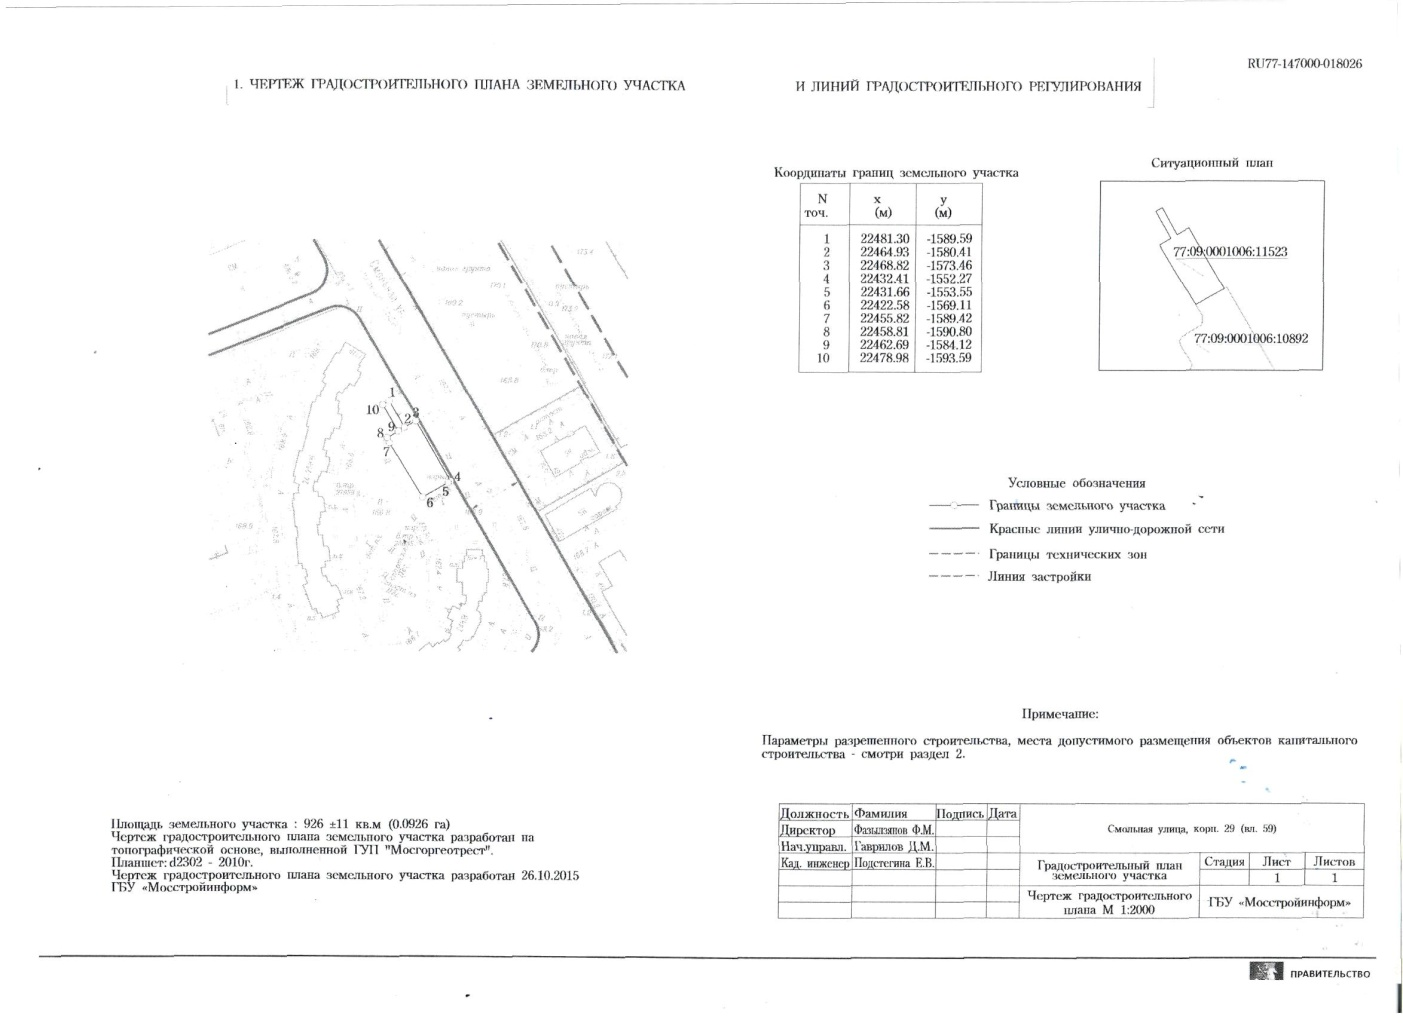 RU77-147000-018026
1. ЧЕРТЕЖ ГРАДОСТРОИТЕЛЬНОГО ПЛАНА ЗЕМЕЛЬНОГО УЧАСТКА И ЛИНИЙ ГРАДОСТРОИТЕЛЬНОГО РЕГУЛИРОВАНИЯ
Координаты границ земельного участка
N точ. x (м) y (м)
1 22481.30 -1589.59
2 22464.93 -1580.41
3 22468.82 -1573.46
4 22432.41 -1552.27
5 22431.66 -1553.55
6 22422.58 -1569.11
7 22455.82 -1589.42
8 22458.81 -1590.80
9 22462.69 -1584.12
10 22478.98 -1593.59
Ситуационный план
77:09:0001006:11523
77:09:0001006:10892
1
10
2
3
9
8
7
4
5
6
Условные обозначения
Границы земельного участка
Красные линии улично-дорожной сети
Границы технических зон
Линия застройки
Примечание:
Параметры разрешенного строительства, места допустимого размещения объектов капитального
строительства - смотри раздел 2.
Площадь земельного участка : 926 ±11 кв.м (0.0926 га)
Чертеж градостроительного плана земельного участка разработан на
топографической основе, выполненной ГУП "Мосгоргеотрест".
Планшет: d2302 - 2010г.
Чертеж градостроительного плана земельного участка разработан 26.10.2015
ГБУ «Мосстройинформ»
Должность Фамилия Подпись Дата
Директор Фазылзянов Ф.М.
Нач.управл. Гаврилов Д.М.
Кад. инженер Подстегина Е.В.
Смольная улица, корп. 29 (вл. 59)
Градостроительный план
земельного участка
Стадия Лист Листов
1 1
Чертеж градостроительного
плана М 1:2000
ГБУ «Мосстройинформ»
ПРАВИТЕЛЬСТВО